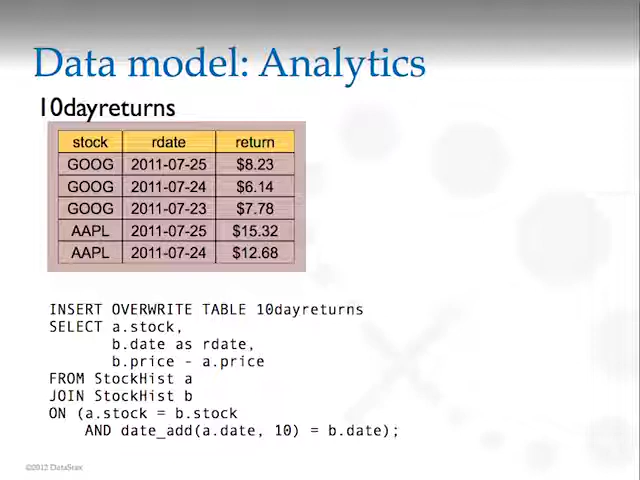 Data model: Analytics
10dayreturns
stock rdate return
GOOG 2011-07-25 $8.23
GOOG 2011-07-24 $6.14
GOOG 2011-07-23 $7.78
AAPL 2011-07-25 $15.32
AAPL 2011-07-24 $12.68
INSERT OVERWRITE TABLE 10dayreturns
SELECT a.stock,
b.date as rdate,
b.price - a.price
FROM StockHist a
JOIN StockHist b
ON (a.stock = b.stock
AND date_add(a.date, 10) = b.date);
©2012 DataStax